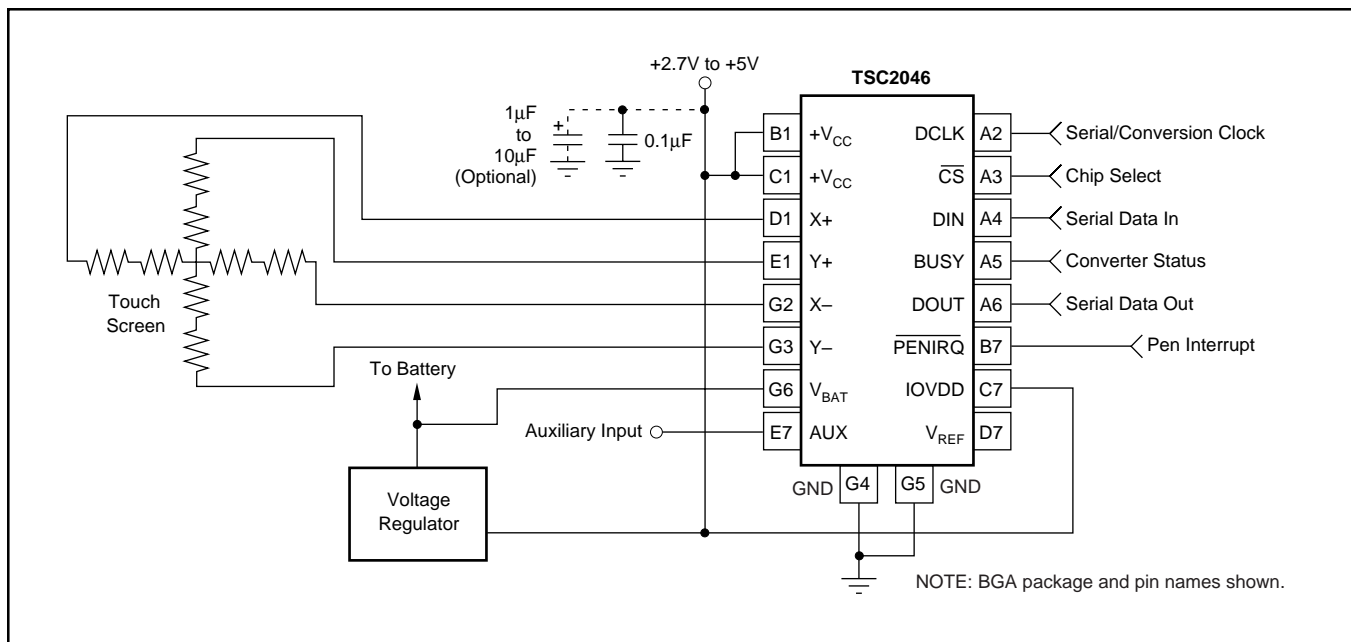 +2.7V to +5V
TSC2046
1µF
to
10µF
(Optional)
+
0.1µF
B1 +VCC
C1 +VCC
D1 X+
E1 Y+
G2 X–
G3 Y–
G6 VBAT
E7 AUX
DCLK A2 Serial/Conversion Clock
CS A3 Chip Select
DIN A4 Serial Data In
BUSY A5 Converter Status
DOUT A6 Serial Data Out
PENIRQ B7 Pen Interrupt
IOVDD C7
VREF D7
Touch
Screen
To Battery
Auxiliary Input
Voltage
Regulator
GND G4 G5 GND
NOTE: BGA package and pin names shown.